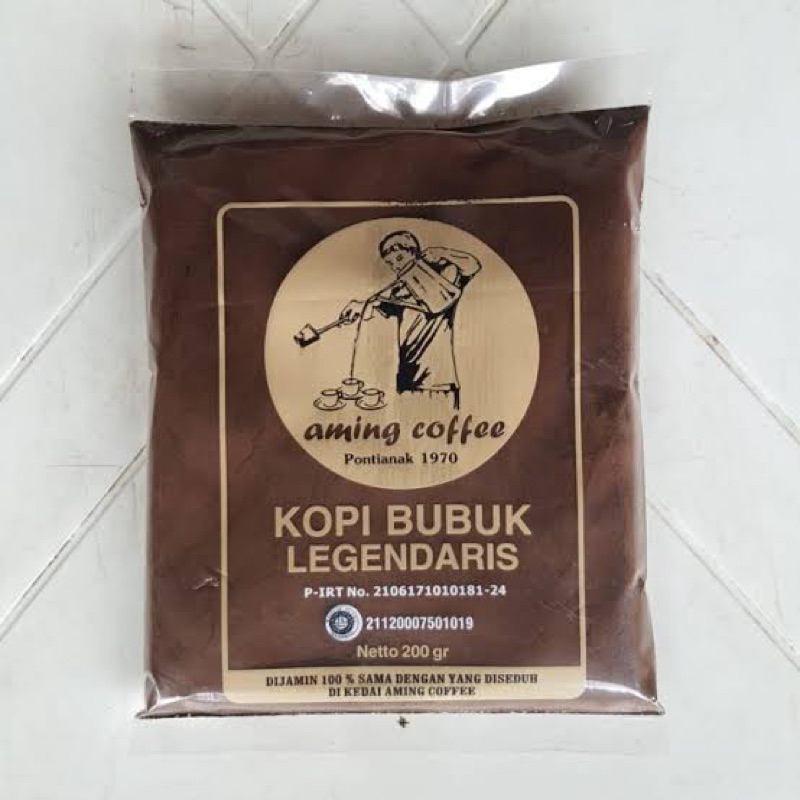 aming coffee
Pontianak 1970
KOPI BUBUK
LEGENDARIS
P-IRT No. 2106171010181-24
21120007501019
Netto 200 gr
DIJAMIN 100 % SAMA DENGAN YANG DISEDUH
DI KEDAI AMING COFFEE